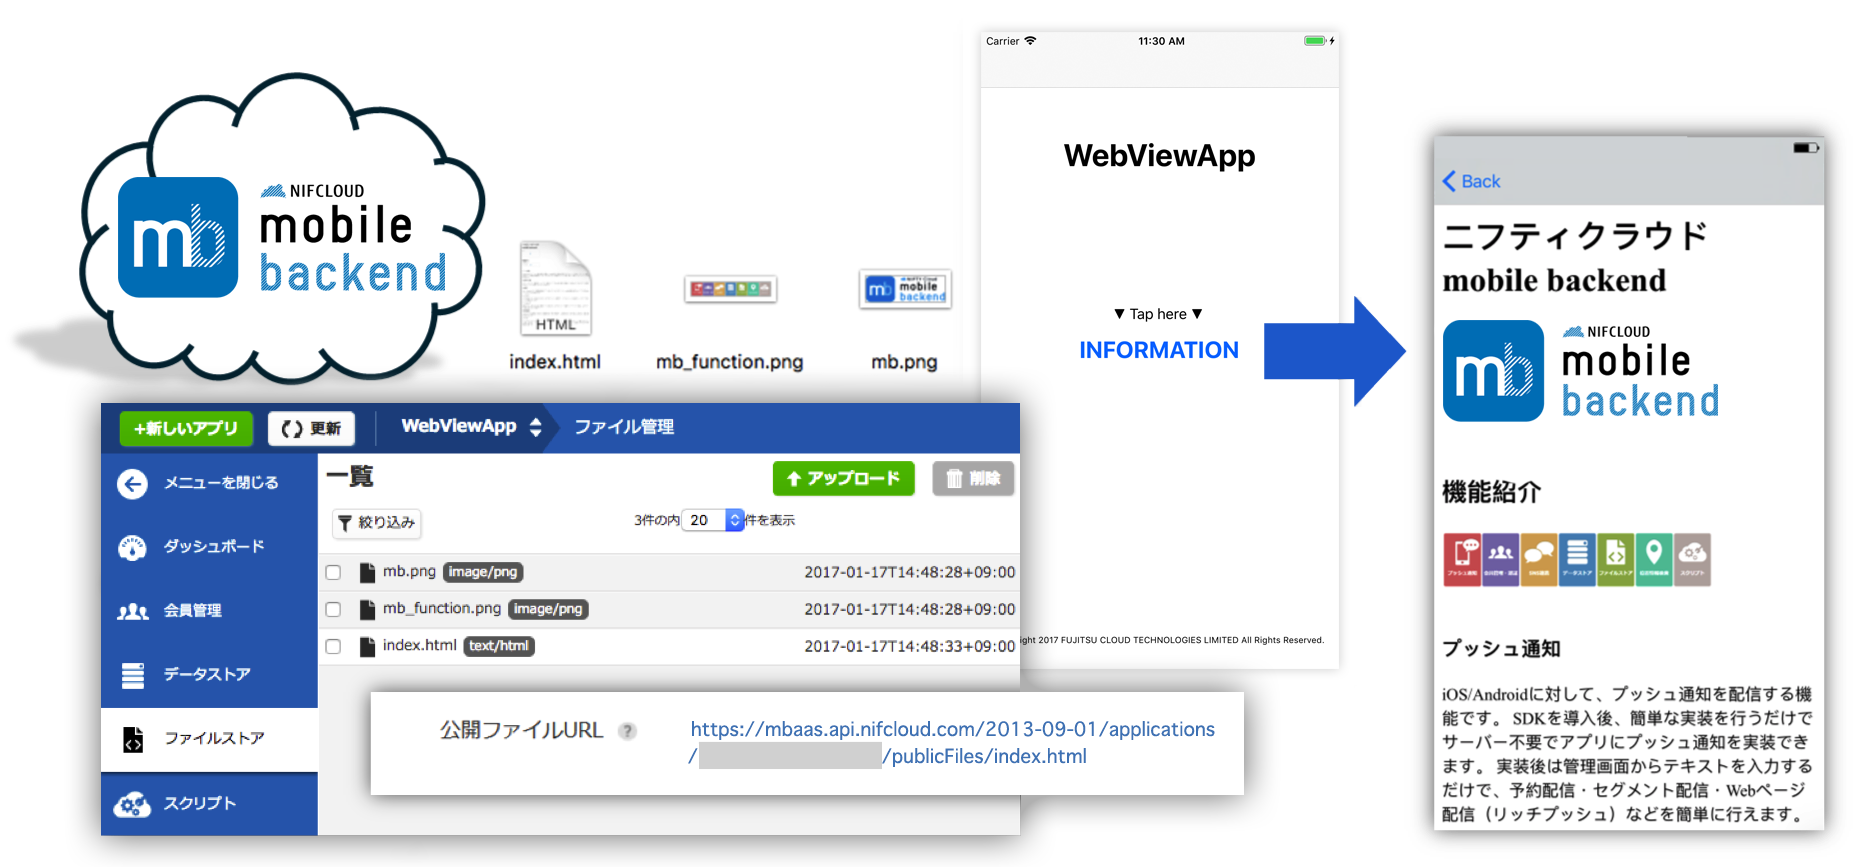 NIFCLOUD
mobile
backend
mb
HTML
index.html
mb_function.png
mb.png
mobile
backend
Carrier
11:30 AM
WebViewApp
▼ Tap here ▼
INFORMATION
ight 2017 FUJITSU CLOUD TECHNOLOGIES LIMITED All Rights Reserved.
+新しいアプリ
更新
WebViewApp
ファイル管理
メニューを閉じる
ダッシュボード
会員管理
データストア
ファイルストア
スクリプト
一覧
アップロード
削除
絞り込み
3件の内 20 件を表示
mb.png image/png 2017-01-17T14:48:28+09:00
mb_function.png image/png 2017-01-17T14:48:28+09:00
index.html text/html 2017-01-17T14:48:33+09:00
公開ファイルURL ?
https://mbaas.api.nifcloud.com/2013-09-01/applications
/ /publicFiles/index.html
Back
ニフティクラウド
mobile backend
mb
NIFCLOUD
mobile
backend
機能紹介
プッシュ通知
iOS/Androidに対して、プッシュ通知を配信する機
能です。 SDKを導入後、簡単な実装を行うだけで
サーバー不要でアプリにプッシュ通知を実装でき
ます。 実装後は管理画面からテキストを入力する
だけで、予約配信・セグメント配信・Webページ
配信（リッチプッシュ）などを簡単に行えます。